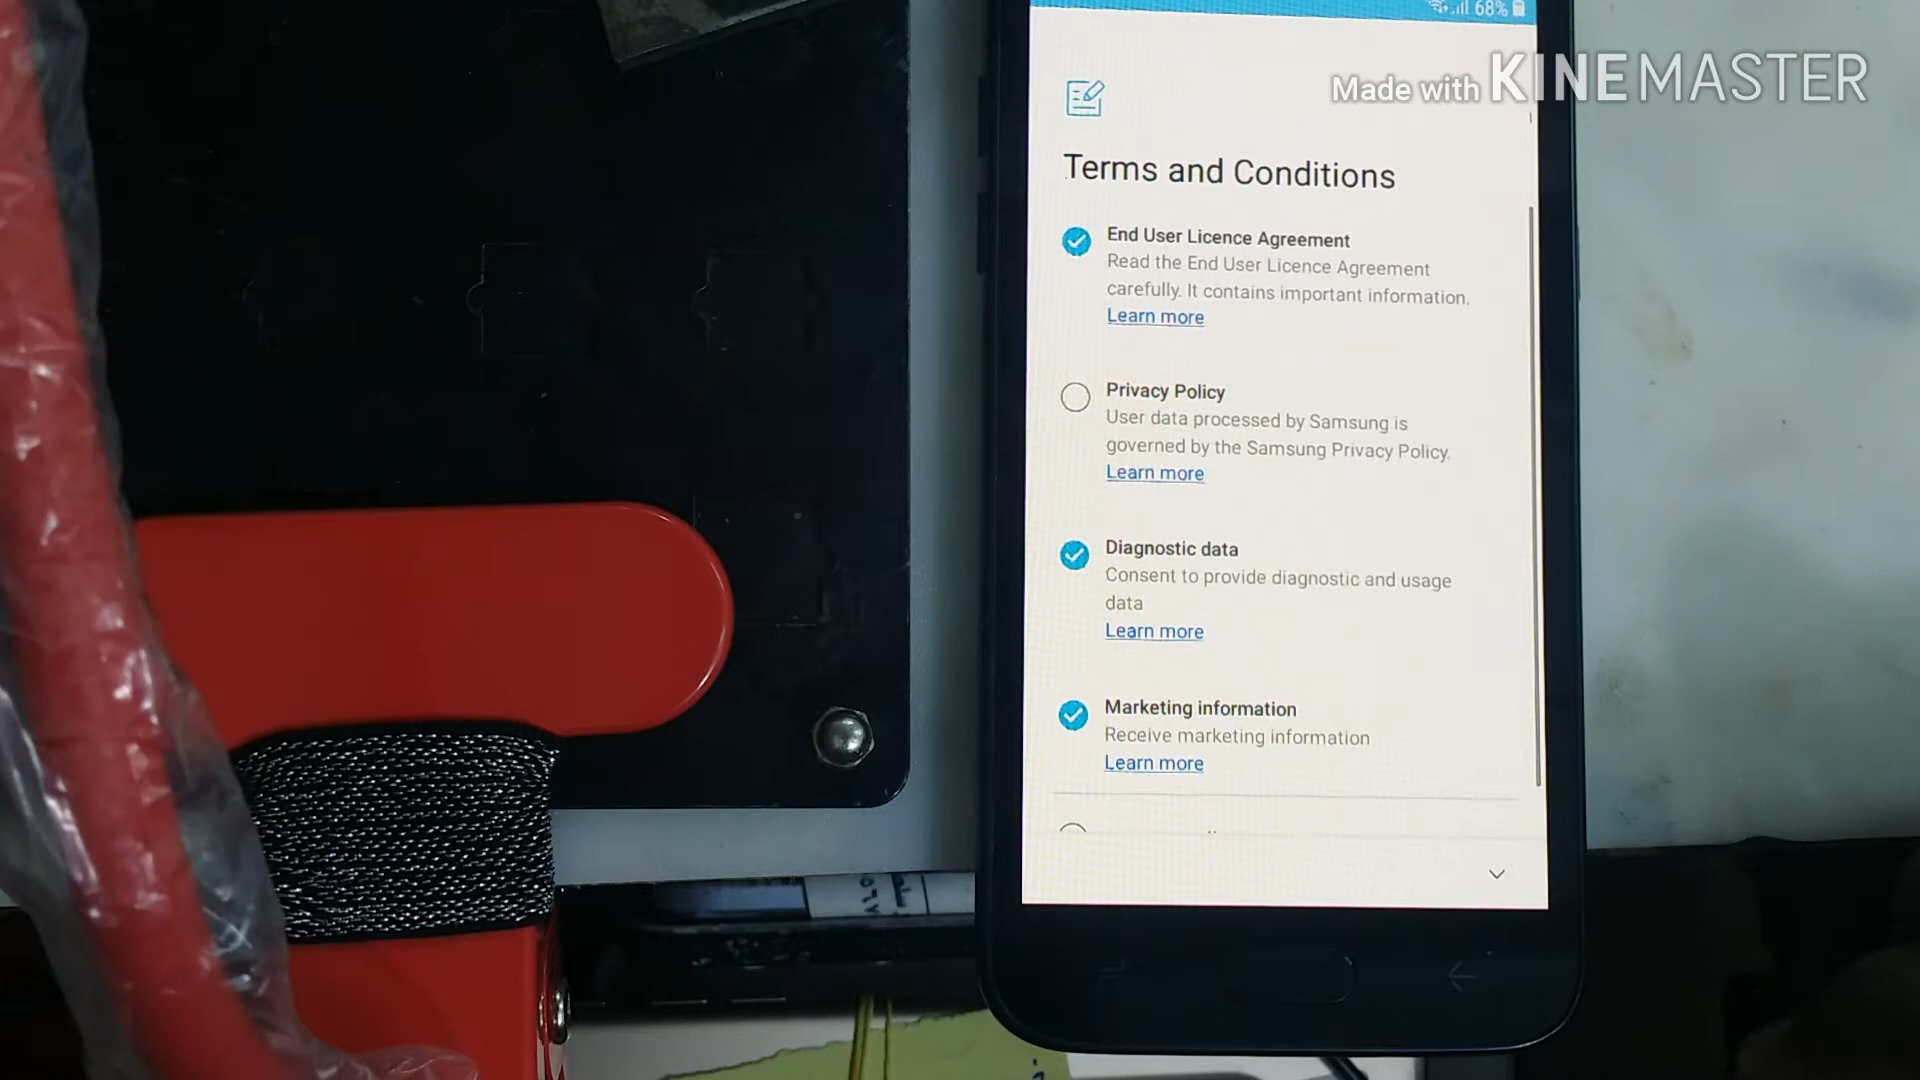 68%
Made with KINEMASTER
Terms and Conditions
End User Licence Agreement
Read the End User Licence Agreement
carefully. It contains important information.
Learn more
Privacy Policy
User data processed by Samsung is
governed by the Samsung Privacy Policy.
Learn more
Diagnostic data
Consent to provide diagnostic and usage
data
Learn more
Marketing information
Receive marketing information
Learn more